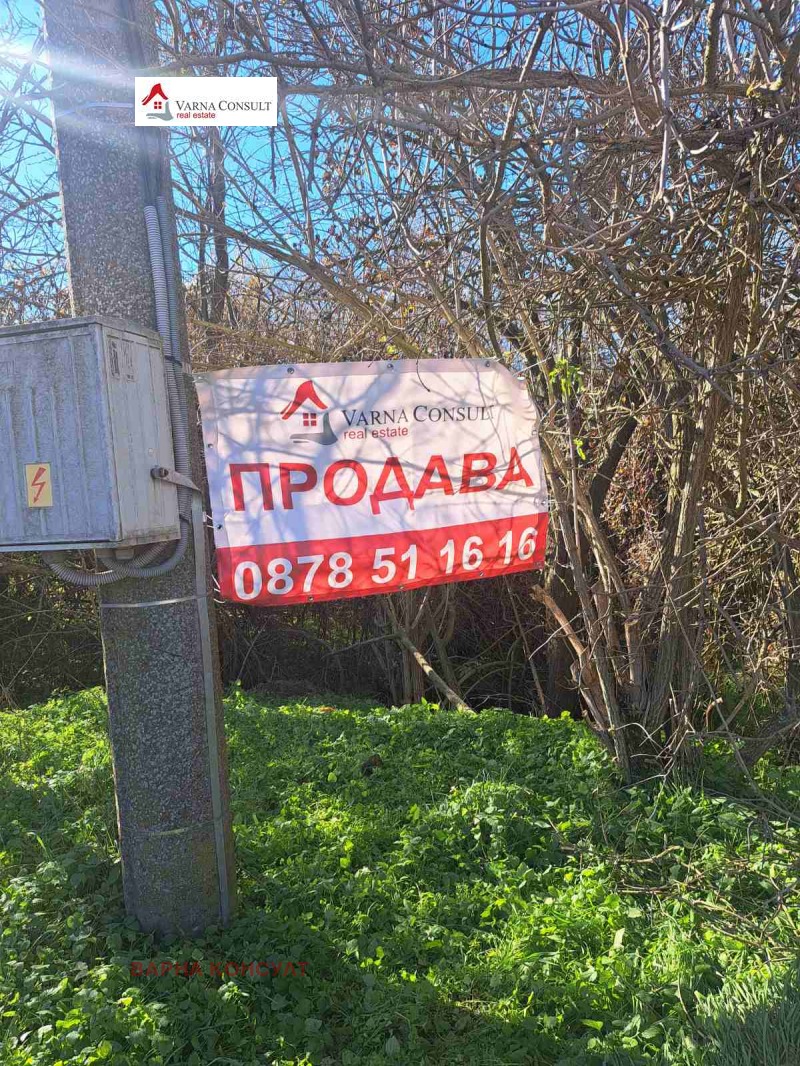 VARNA CONSULT
real estate
VARNA CONSULT
real estate
ПРОДАВА
0878 51 16 16
ВАРНА КОНСУЛТ